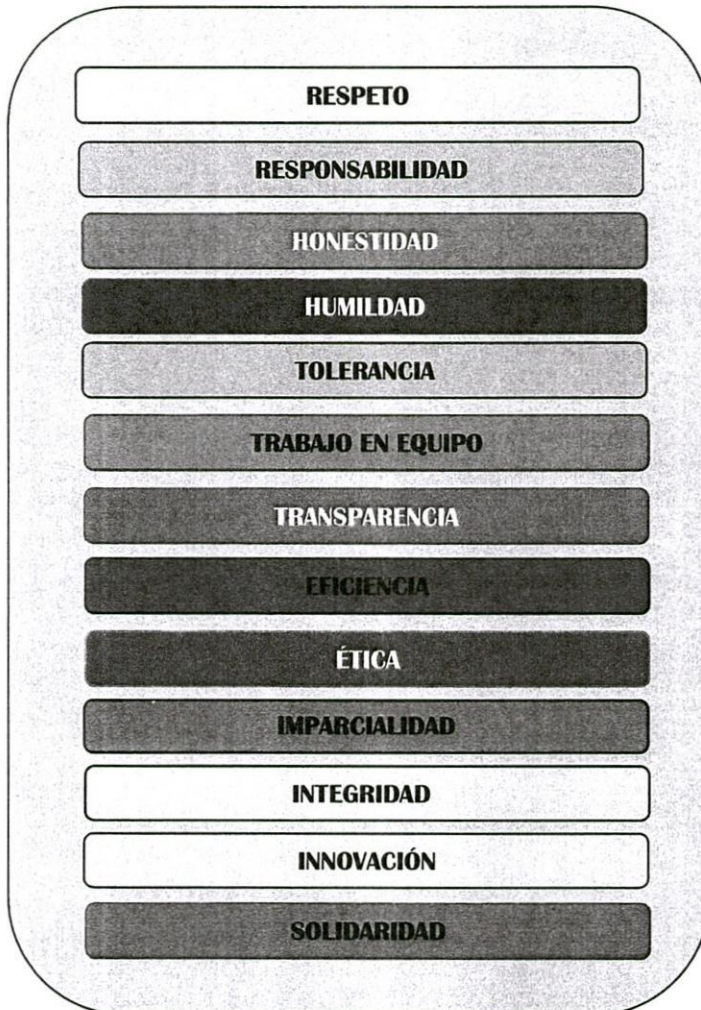 RESPETO
RESPONSABILIDAD
HONESTIDAD
HUMILDAD
TOLERANCIA
TRABAJO EN EQUIPO
TRANSPARENCIA
EFICIENCIA
ÉTICA
IMPARCIALIDAD
INTEGRIDAD
INNOVACIÓN
SOLIDARIDAD